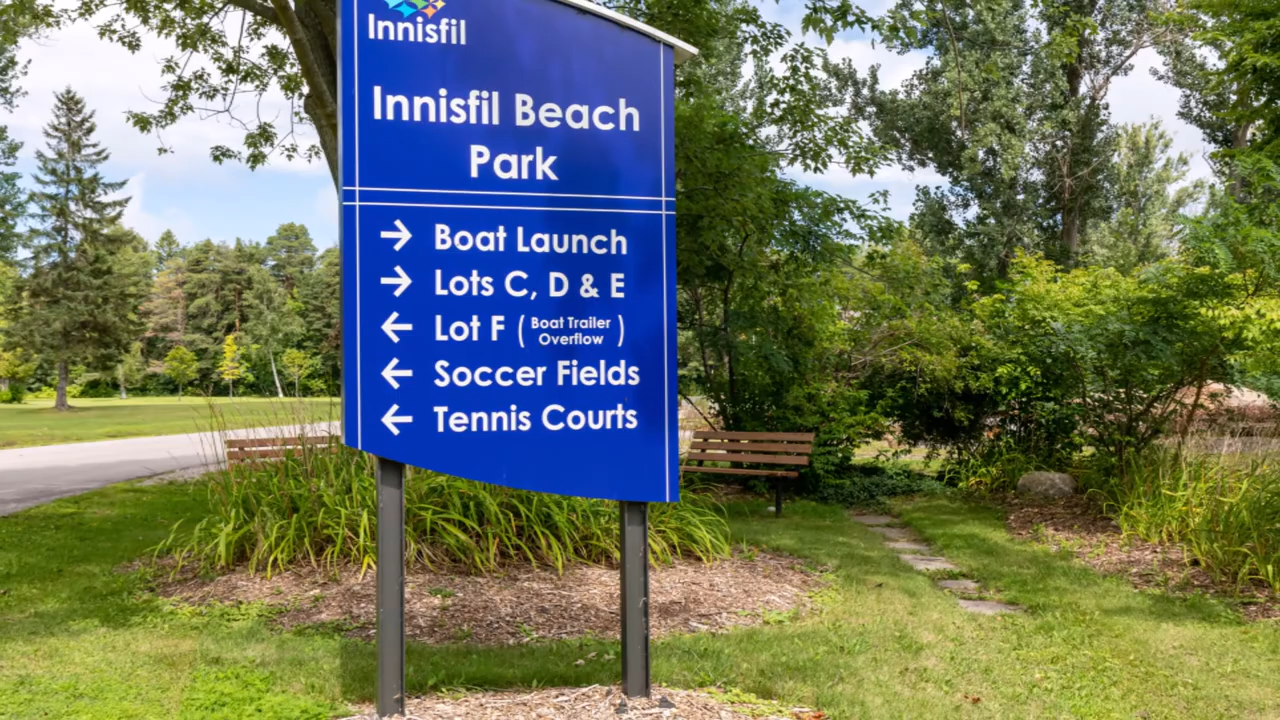 Innisfil
Innisfil Beach
Park
→ Boat Launch
→ Lots C, D & E
← Lot F (Boat Trailer
Overflow)
← Soccer Fields
← Tennis Courts